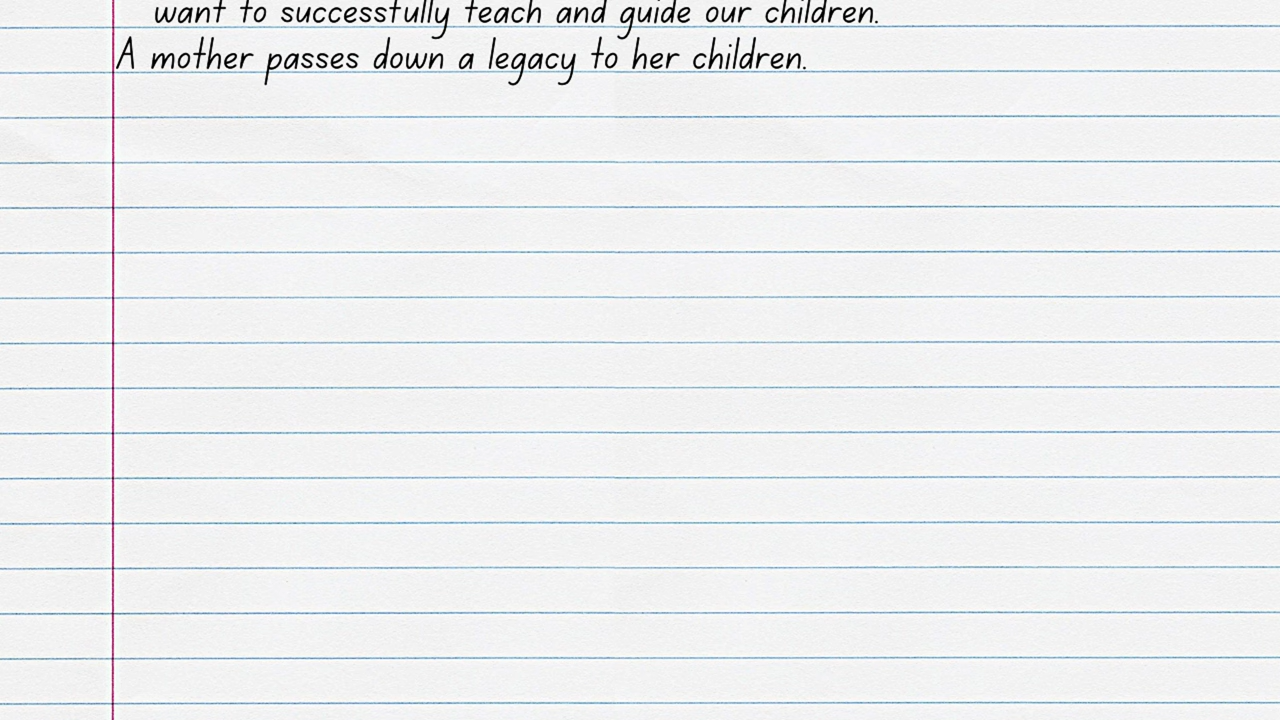 want to successfully teach and guide our children.
A mother passes down a legacy to her children.